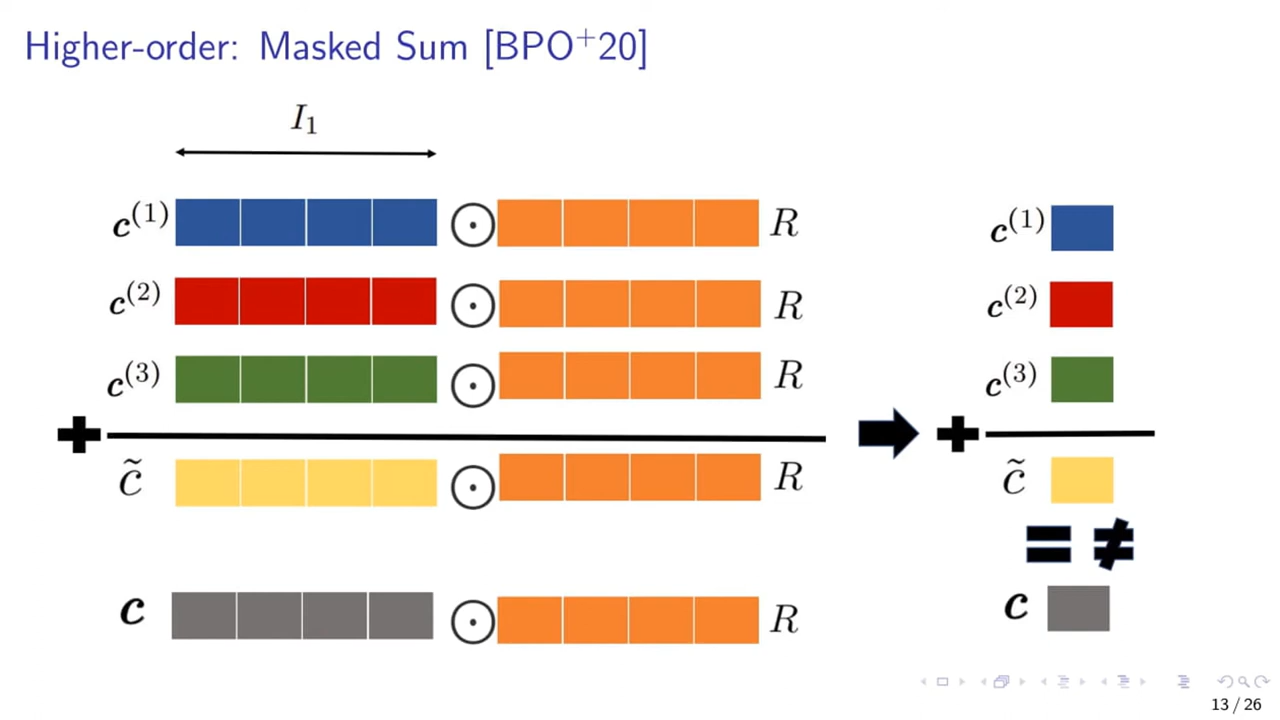 Higher-order: Masked Sum [BPO⁺20]
I₁
c⁽¹⁾ ⊙ R c⁽¹⁾
c⁽²⁾ ⊙ R c⁽²⁾
c⁽³⁾ ⊙ R c⁽³⁾
+ +
c̃ ⊙ R c̃
= ≠
c ⊙ R c
13 / 26